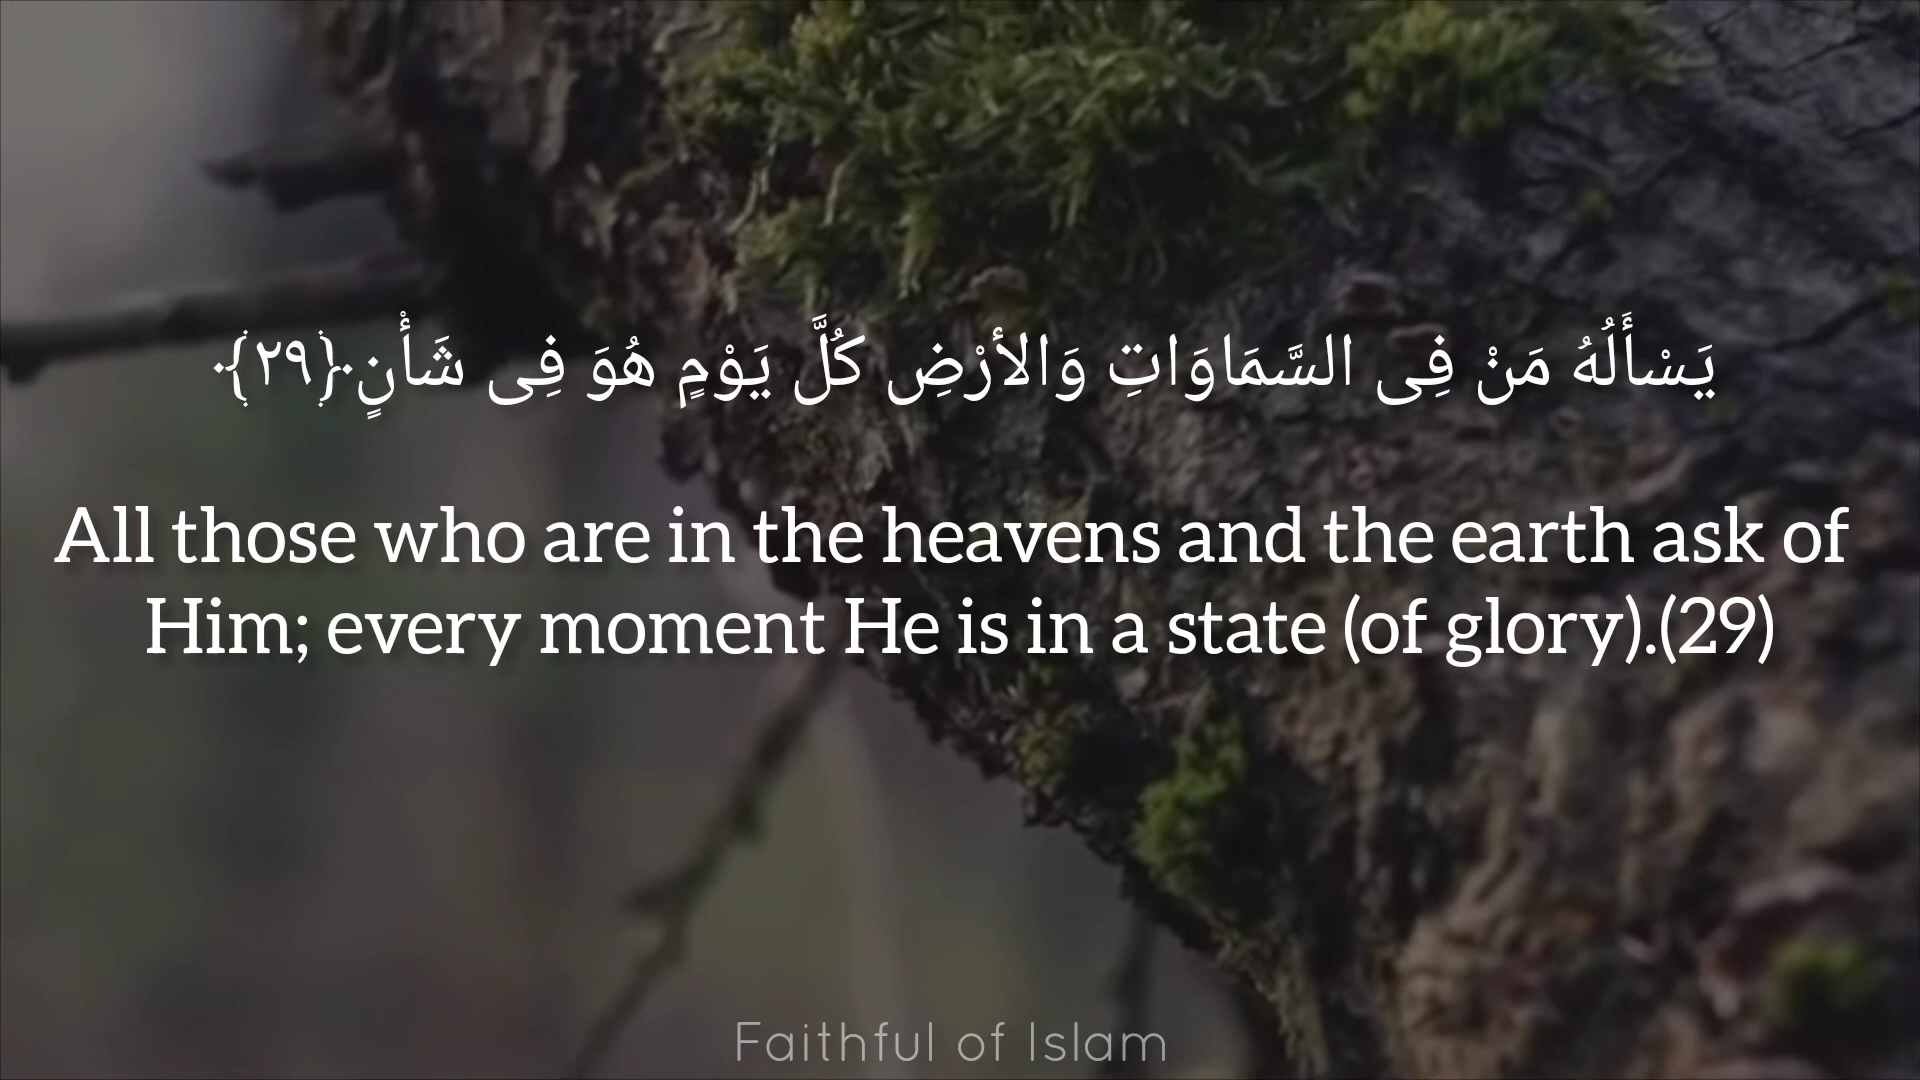 يَسْأَلُهُ مَنْ فِى السَّمَاوَاتِ وَالأرْضِ كُلَّ يَوْمٍ هُوَ فِى شَأْنٍ﴿٢٩﴾
All those who are in the heavens and the earth ask of
Him; every moment He is in a state (of glory).(29)
Faithful of Islam